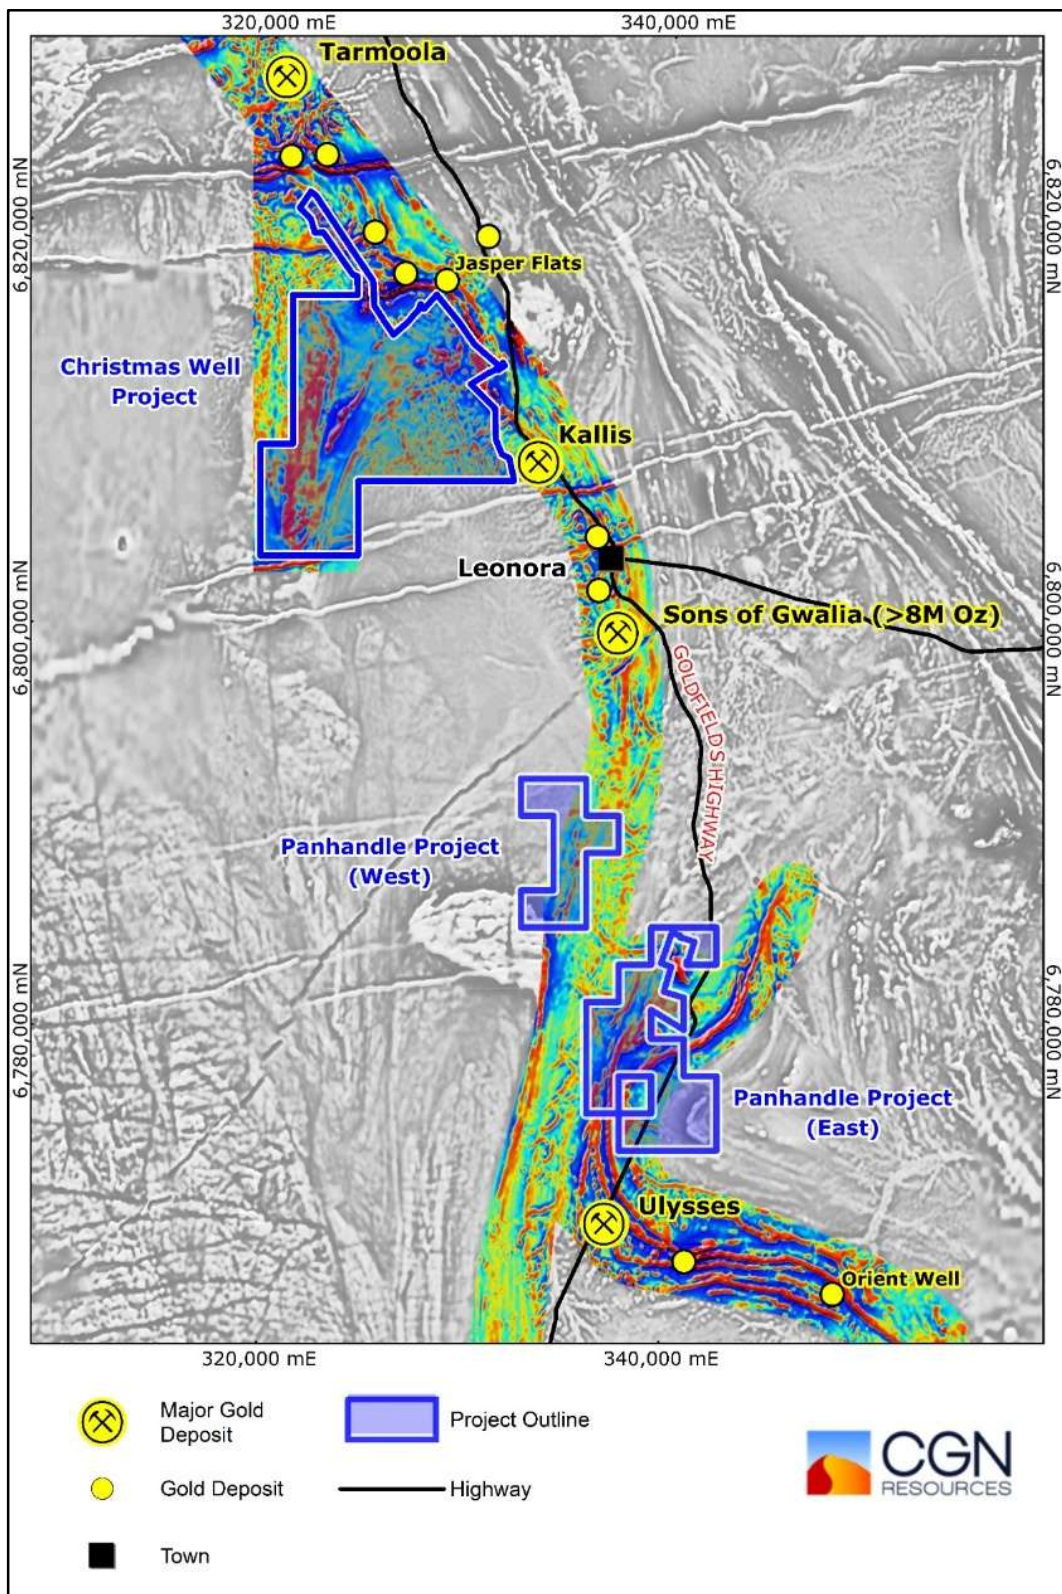 320,000 mE
340,000 mE
Tarmoola
6,820,000 mN
6,820,000 mN
Jasper Flats
Christmas Well
Project
Kallis
Leonora
Sons of Gwalia (>8M Oz)
6,800,000 mN
6,800,000 mN
GOLDFIELDS HIGHWAY
Panhandle Project
(West)
6,780,000 mN
6,780,000 mN
Panhandle Project
(East)
Ulysses
Orient Well
320,000 mE
340,000 mE
Major Gold
Deposit
Project Outline
Gold Deposit
Highway
Town
CGN
RESOURCES